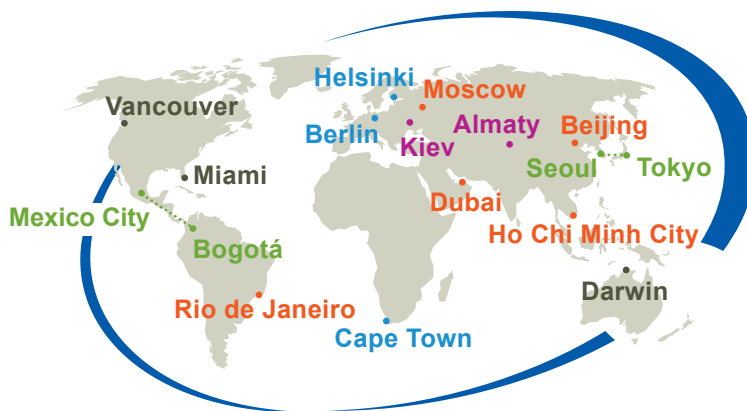 Helsinki
Moscow
Vancouver
Berlin
Almaty
Beijing
Kiev
Seoul
Tokyo
Miami
Dubai
Mexico City
Ho Chi Minh City
Bogotá
Darwin
Rio de Janeiro
Cape Town